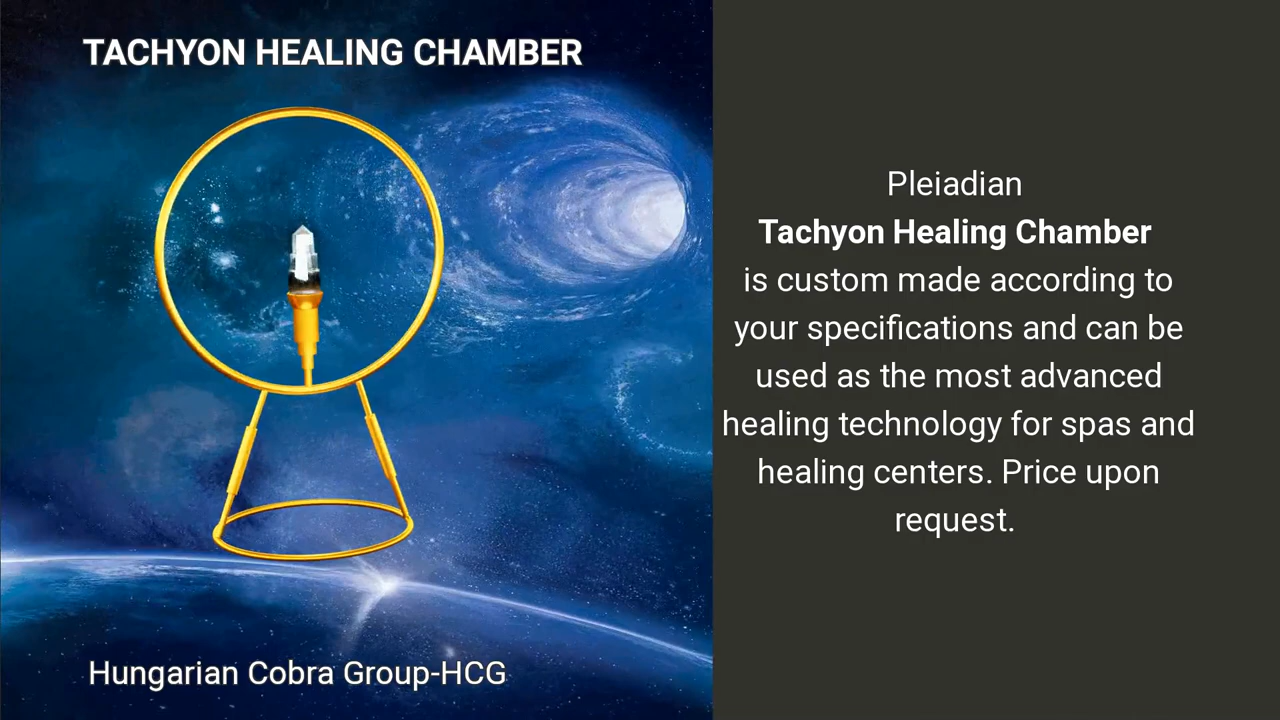 TACHYON HEALING CHAMBER
Pleiadian
Tachyon Healing Chamber
is custom made according to
your specifications and can be
used as the most advanced
healing technology for spas and
healing centers. Price upon
request.
Hungarian Cobra Group-HCG